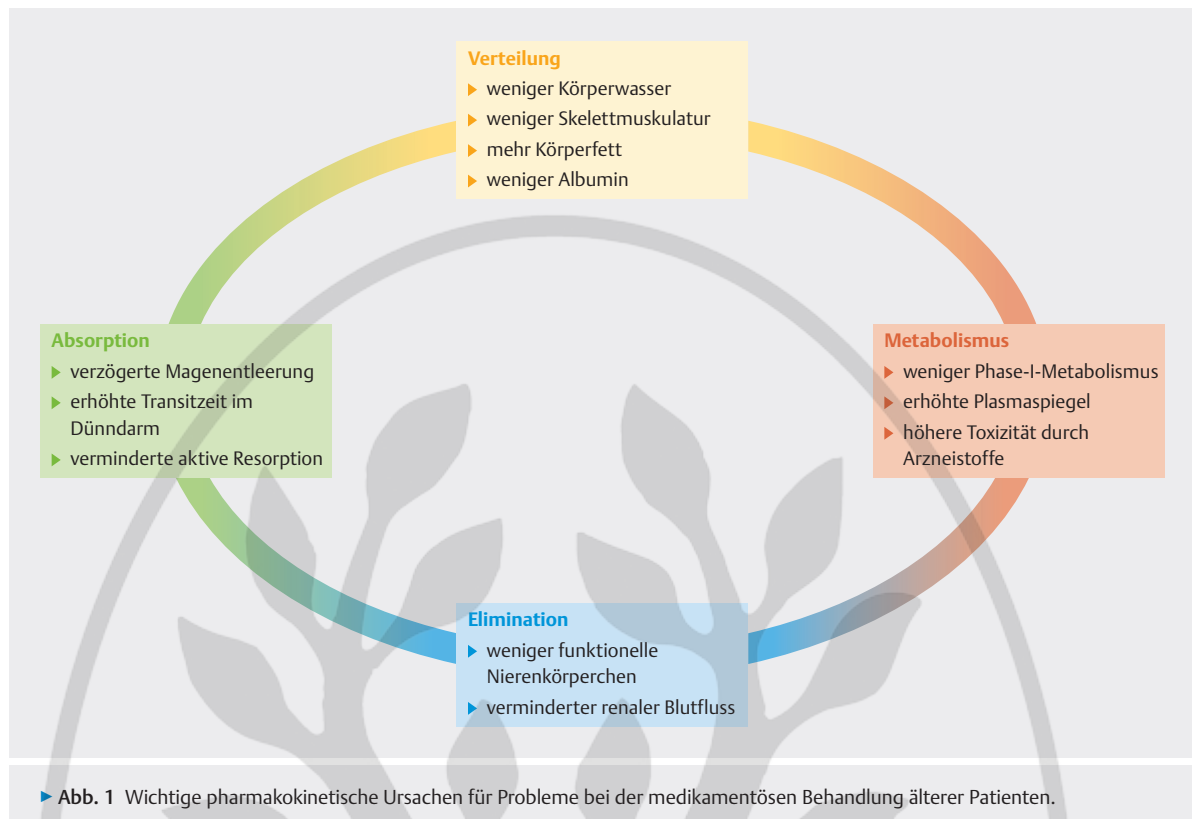 Verteilung
▶ weniger Körperwasser
▶ weniger Skelettmuskulatur
▶ mehr Körperfett
▶ weniger Albumin
Absorption
▶ verzögerte Magenentleerung
▶ erhöhte Transitzeit im
Dünndarm
▶ verminderte aktive Resorption
Metabolismus
▶ weniger Phase-I-Metabolismus
▶ erhöhte Plasmaspiegel
▶ höhere Toxizität durch
Arzneistoffe
Elimination
▶ weniger funktionelle
Nierenkörperchen
▶ verminderter renaler Blutfluss
▶ Abb. 1 Wichtige pharmakokinetische Ursachen für Probleme bei der medikamentösen Behandlung älterer Patienten.